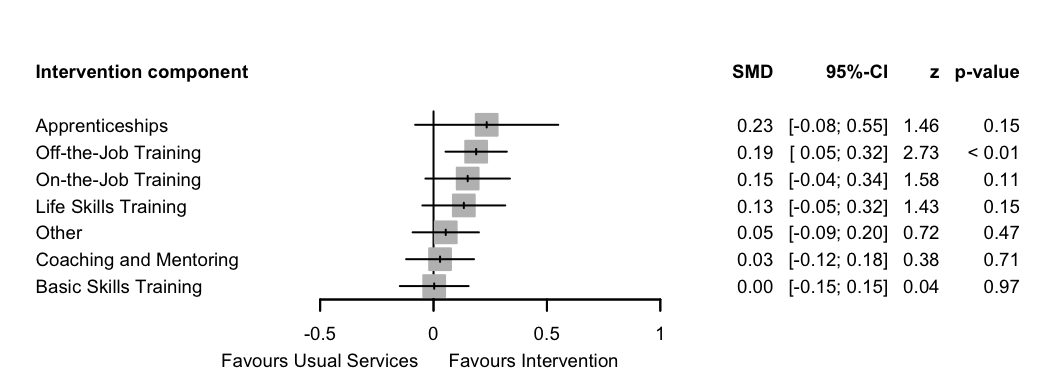 Intervention component SMD 95%-CI z p-value
Apprenticeships 0.23 [-0.08; 0.55] 1.46 0.15
Off-the-Job Training 0.19 [ 0.05; 0.32] 2.73 < 0.01
On-the-Job Training 0.15 [-0.04; 0.34] 1.58 0.11
Life Skills Training 0.13 [-0.05; 0.32] 1.43 0.15
Other 0.05 [-0.09; 0.20] 0.72 0.47
Coaching and Mentoring 0.03 [-0.12; 0.18] 0.38 0.71
Basic Skills Training 0.00 [-0.15; 0.15] 0.04 0.97
-0.5 0 0.5 1
Favours Usual Services Favours Intervention